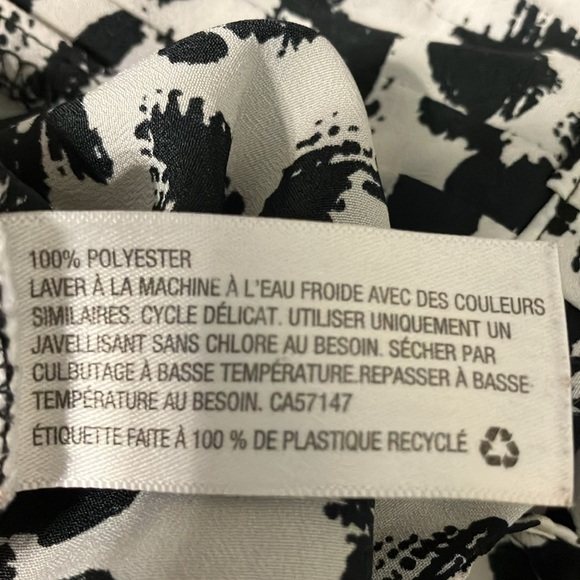 100% POLYESTER
LAVER À LA MACHINE À L'EAU FROIDE AVEC DES COULEURS
SIMILAIRES. CYCLE DÉLICAT. UTILISER UNIQUEMENT UN
JAVELLISANT SANS CHLORE AU BESOIN. SÉCHER PAR
CULBUTAGE À BASSE TEMPÉRATURE.REPASSER À BASSE
TEMPÉRATURE AU BESOIN. CA57147
ÉTIQUETTE FAITE À 100 % DE PLASTIQUE RECYCLÉ